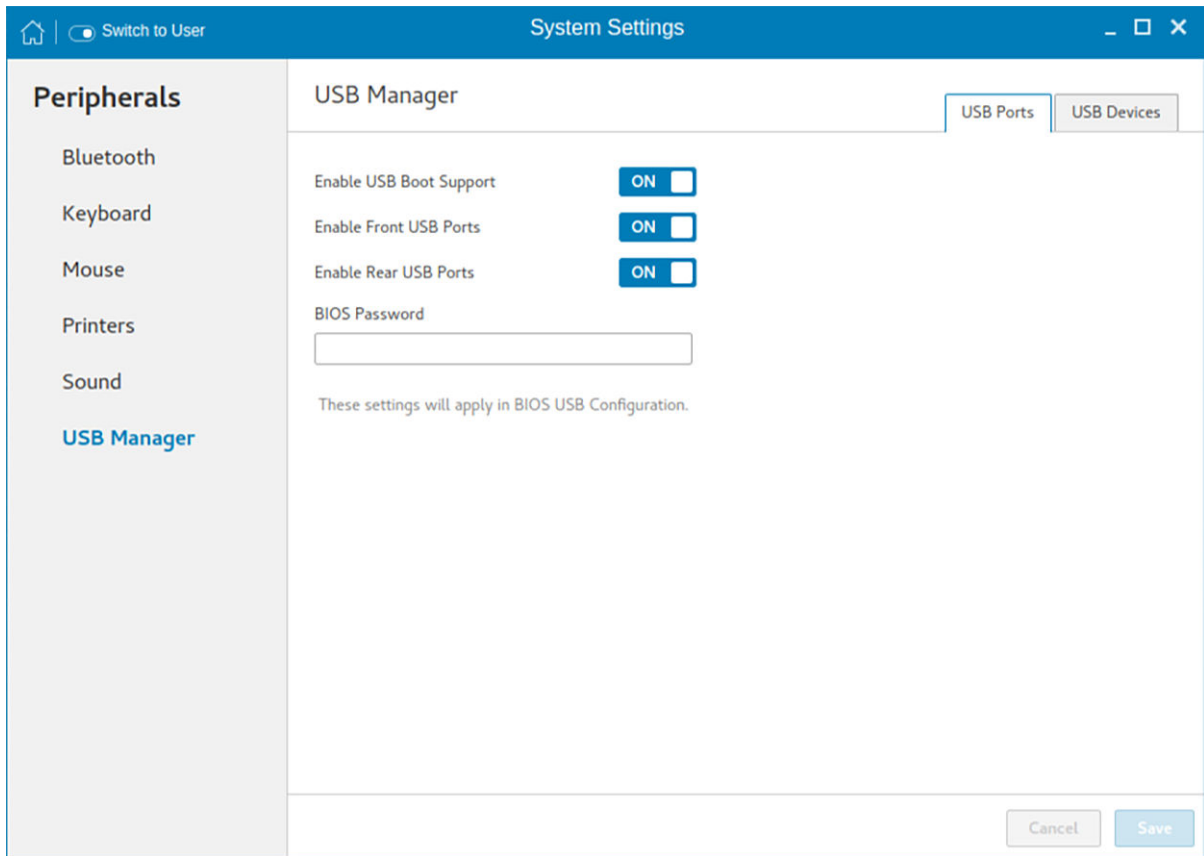 Switch to User
System Settings
Peripherals
Bluetooth
Keyboard
Mouse
Printers
Sound
USB Manager
USB Manager
USB Ports
USB Devices
Enable USB Boot Support ON
Enable Front USB Ports ON
Enable Rear USB Ports ON
BIOS Password
These settings will apply in BIOS USB Configuration.
Cancel
Save